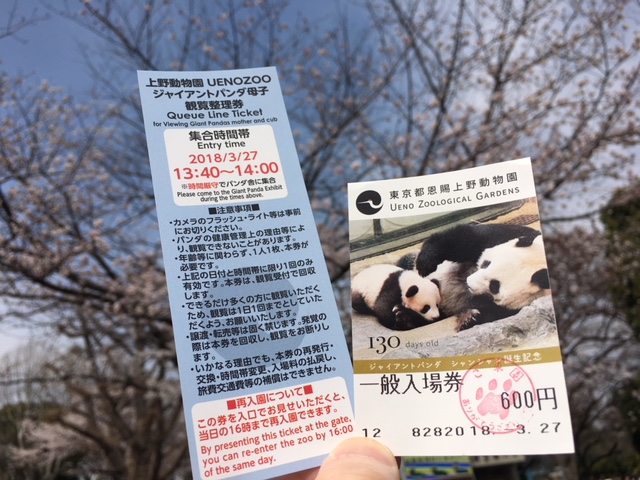 上野動物園 UENOZOO
ジャイアントパンダ母子
観覧整理券
Queue Line Ticket
for Viewing Giant Pandas mother and cub
集合時間帯
Entry time
2018/3/27
13:40～14:00
※時間厳守でパンダ舎に集合
Please come to the Giant Panda Exhibit
during the times above.
■注意事項■
・カメラのフラッシュ・ライト等は事前
にお切りください。
・パンダの健康管理上の理由等によ
り、観覧できないことがあります。
・年齢等に関わらず、1人1枚、本券が
必要です。
・上記の日付と時間帯に限り1回のみ
有効です。本券は、観覧受付で回収
します。
・できるだけ多くの方に観覧いただく
ため、観覧は1日1回までとしていた
だくよう、お願いいたします。
・譲渡・転売等は固く禁じます。発覚の
際は本券を回収し、観覧をお断りし
ます。
・いかなる理由でも、本券の再発行・
交換・時間帯変更、入場料の払戻し、
旅費交通費等の補償はできません。
■再入園について■
この券を入口でお見せいただくと、
当日の16時まで再入園できます。
By presenting this ticket at the gate,
you can re-enter the zoo by 16:00
of the same day.
東京都恩賜上野動物園
UENO ZOOLOGICAL GARDENS
130 days old
ジャイアントパンダ シャンシャン誕生記念
一般入場券 600円
12 8282018. 3. 27